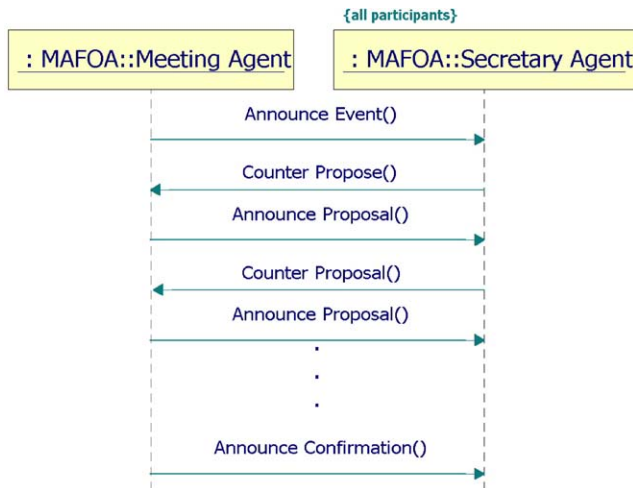 {all participants}
: MAFOA::Meeting Agent
: MAFOA::Secretary Agent
Announce Event()
Counter Propose()
Announce Proposal()
Counter Proposal()
Announce Proposal()
.
.
.
Announce Confirmation()